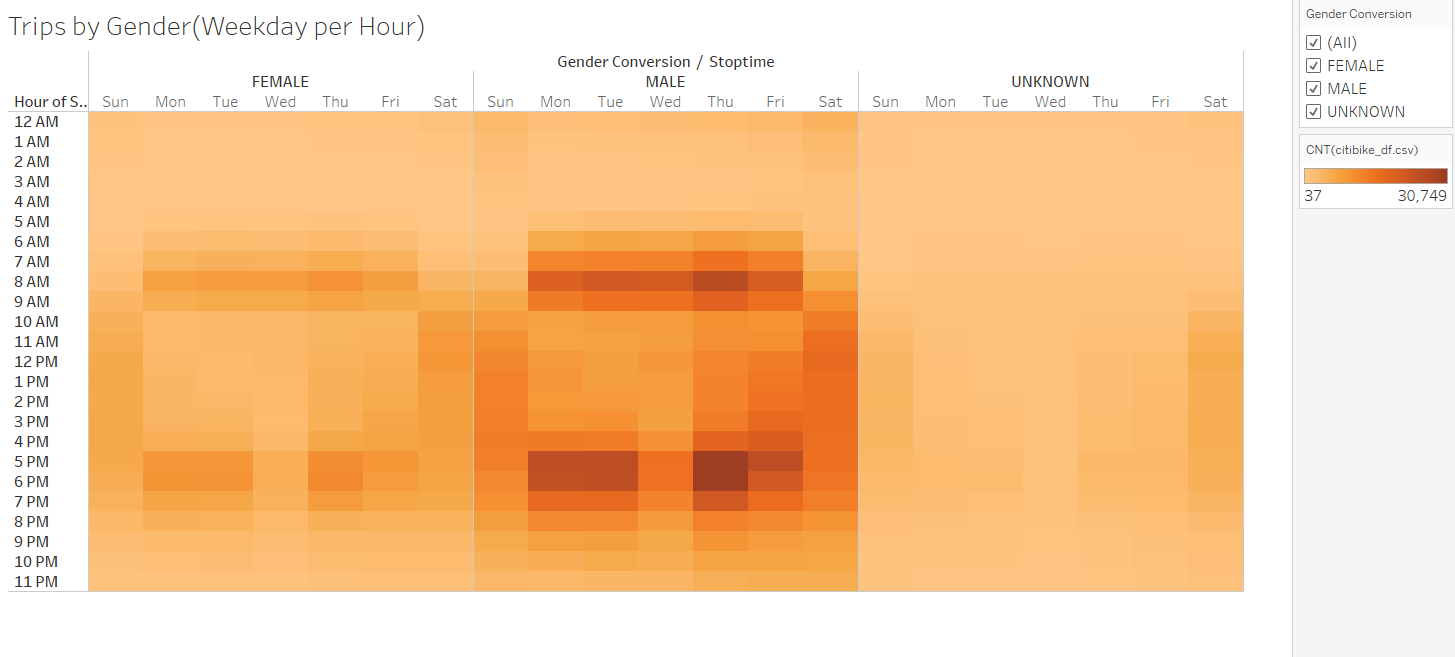 Trips by Gender(Weekday per Hour)
Gender Conversion / Stoptime
FEMALE MALE UNKNOWN
Hour of S.. Sun Mon Tue Wed Thu Fri Sat Sun Mon Tue Wed Thu Fri Sat Sun Mon Tue Wed Thu Fri Sat
12 AM
1 AM
2 AM
3 AM
4 AM
5 AM
6 AM
7 AM
8 AM
9 AM
10 AM
11 AM
12 PM
1 PM
2 PM
3 PM
4 PM
5 PM
6 PM
7 PM
8 PM
9 PM
10 PM
11 PM
Gender Conversion
(All)
FEMALE
MALE
UNKNOWN
CNT(citibike_df.csv)
37 30,749